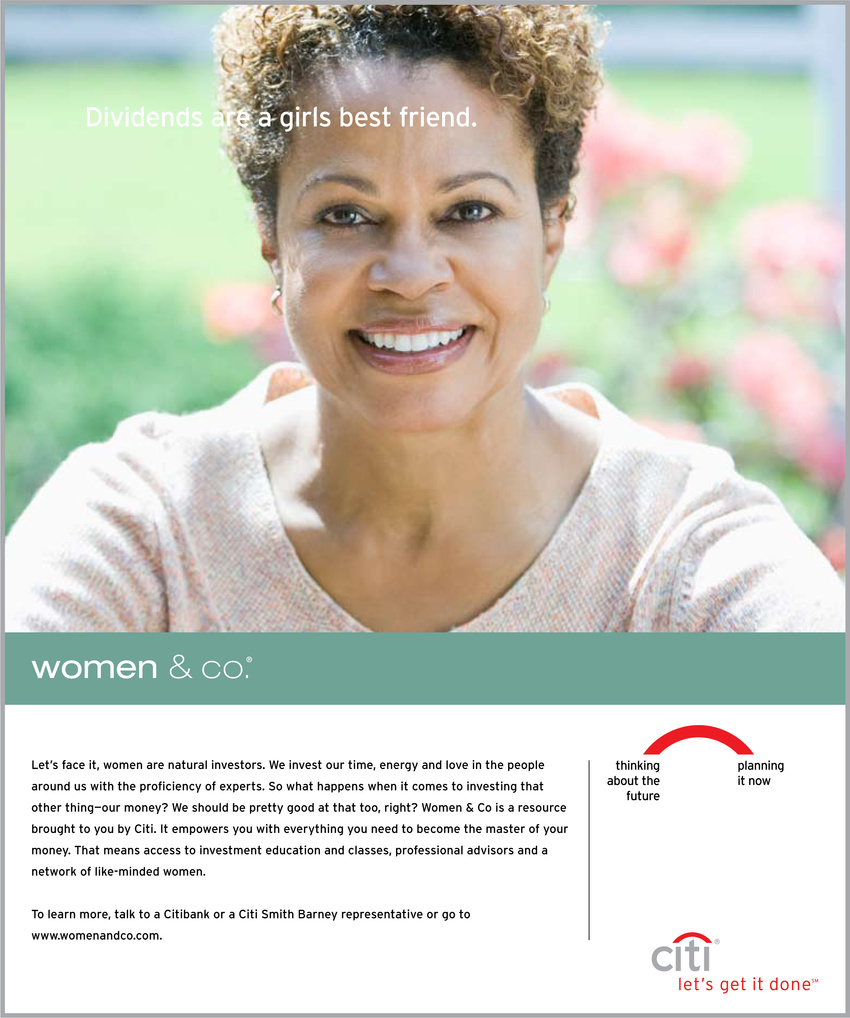 Dividends are a girls best friend.
women & co.®
Let's face it, women are natural investors. We invest our time, energy and love in the people
around us with the proficiency of experts. So what happens when it comes to investing that
other thing—our money? We should be pretty good at that too, right? Women & Co is a resource
brought to you by Citi. It empowers you with everything you need to become the master of your
money. That means access to investment education and classes, professional advisors and a
network of like-minded women.
To learn more, talk to a Citibank or a Citi Smith Barney representative or go to
www.womenandco.com.
thinking
about the
future
planning
it now
citi®
let's get it done℠